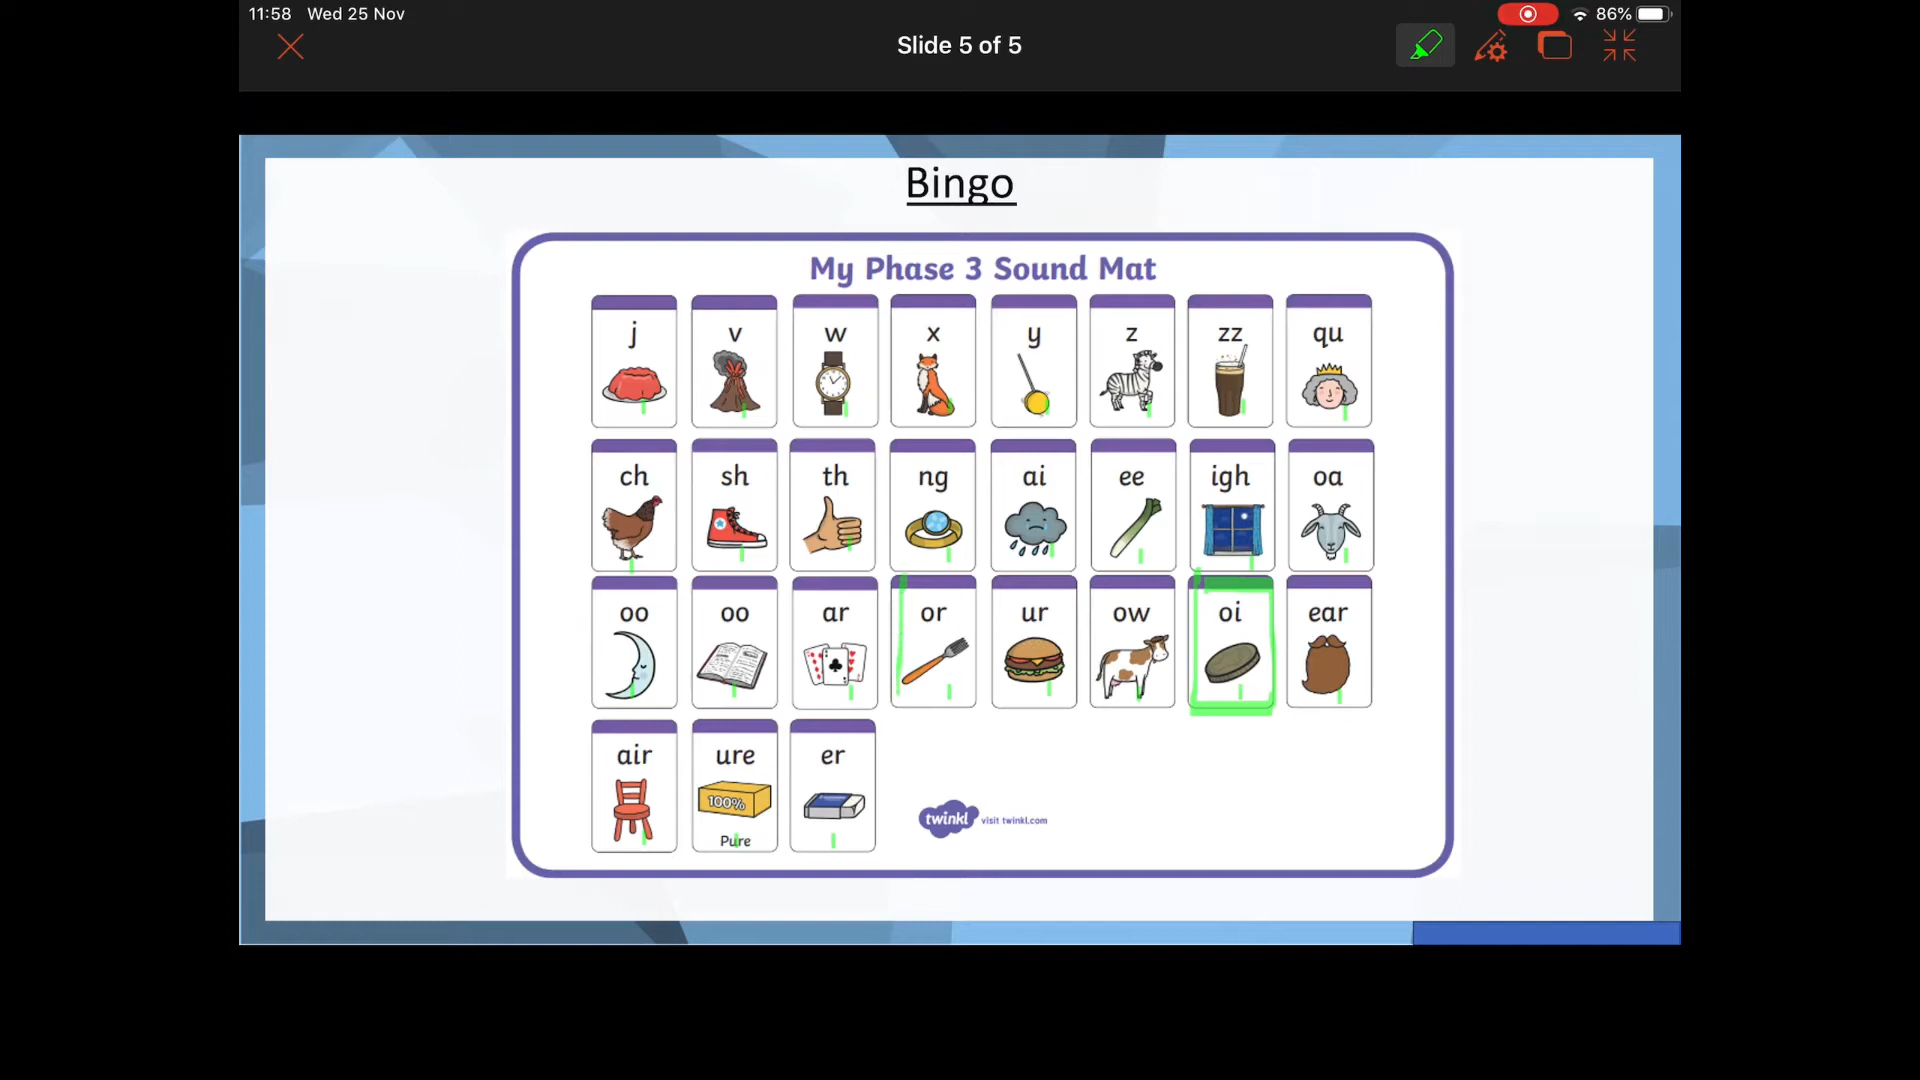 11:58 Wed 25 Nov 86%
Slide 5 of 5
Bingo
My Phase 3 Sound Mat
j v w x y z zz qu
ch sh th ng ai ee igh oa
oo oo ar or ur ow oi ear
air ure er
100%
twinkl visit twinkl.com
Pure